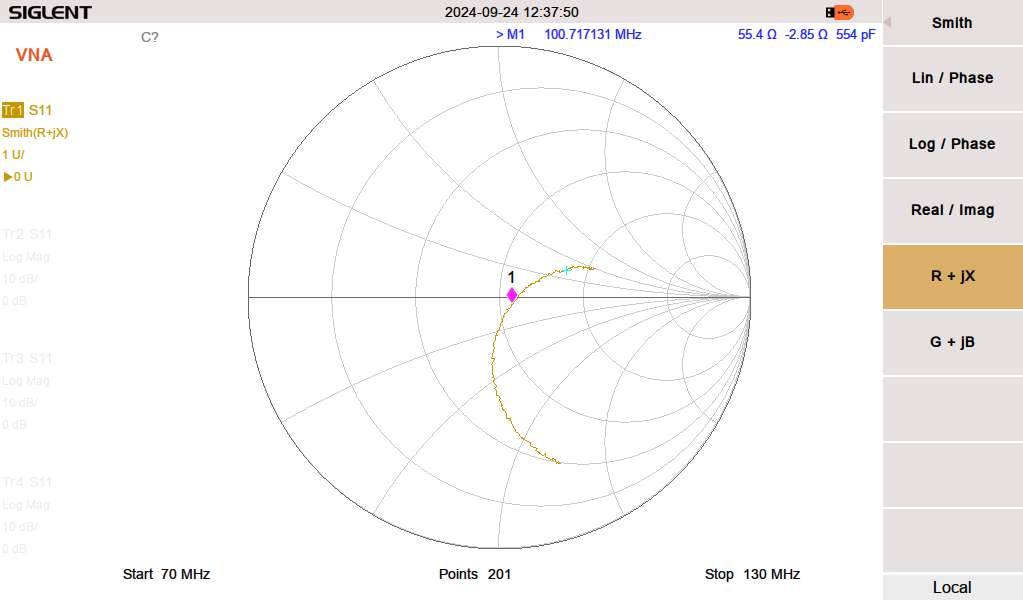 SIGLENT 2024-09-24 12:37:50
C? > M1 100.717131 MHz 55.4 Ω -2.85 Ω 554 pF
VNA
Tr1 S11
Smith(R+jX)
1 U/
▶0 U
Tr2 S11
Log Mag
10 dB/
0 dB
Tr3 S11
Log Mag
10 dB/
0 dB
Tr4 S11
Log Mag
10 dB/
0 dB
1
Start 70 MHz Points 201 Stop 130 MHz
Smith
Lin / Phase
Log / Phase
Real / Imag
R + jX
G + jB
Local